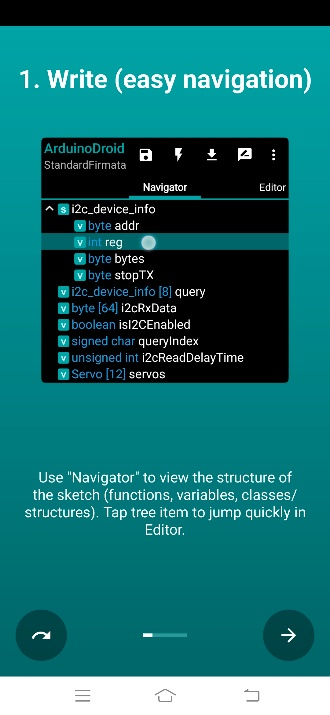 1. Write (easy navigation)
ArduinoDroid
StandardFirmata
Navigator Editor
s i2c_device_info
v byte addr
v int reg
v byte bytes
v byte stopTX
v i2c_device_info [8] query
v byte [64] i2cRxData
v boolean isI2CEnabled
v signed char queryIndex
v unsigned int i2cReadDelayTime
v Servo [12] servos
Use "Navigator" to view the structure of
the sketch (functions, variables, classes/
structures). Tap tree item to jump quickly in
Editor.